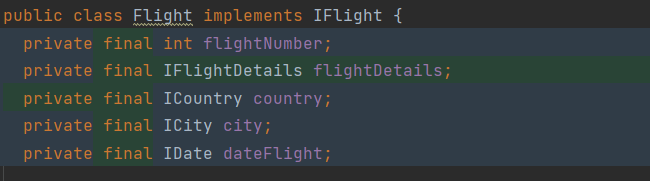 public class Flight implements IFlight {
private final int flightNumber;
private final IFlightDetails flightDetails;
private final ICountry country;
private final ICity city;
private final IDate dateFlight;